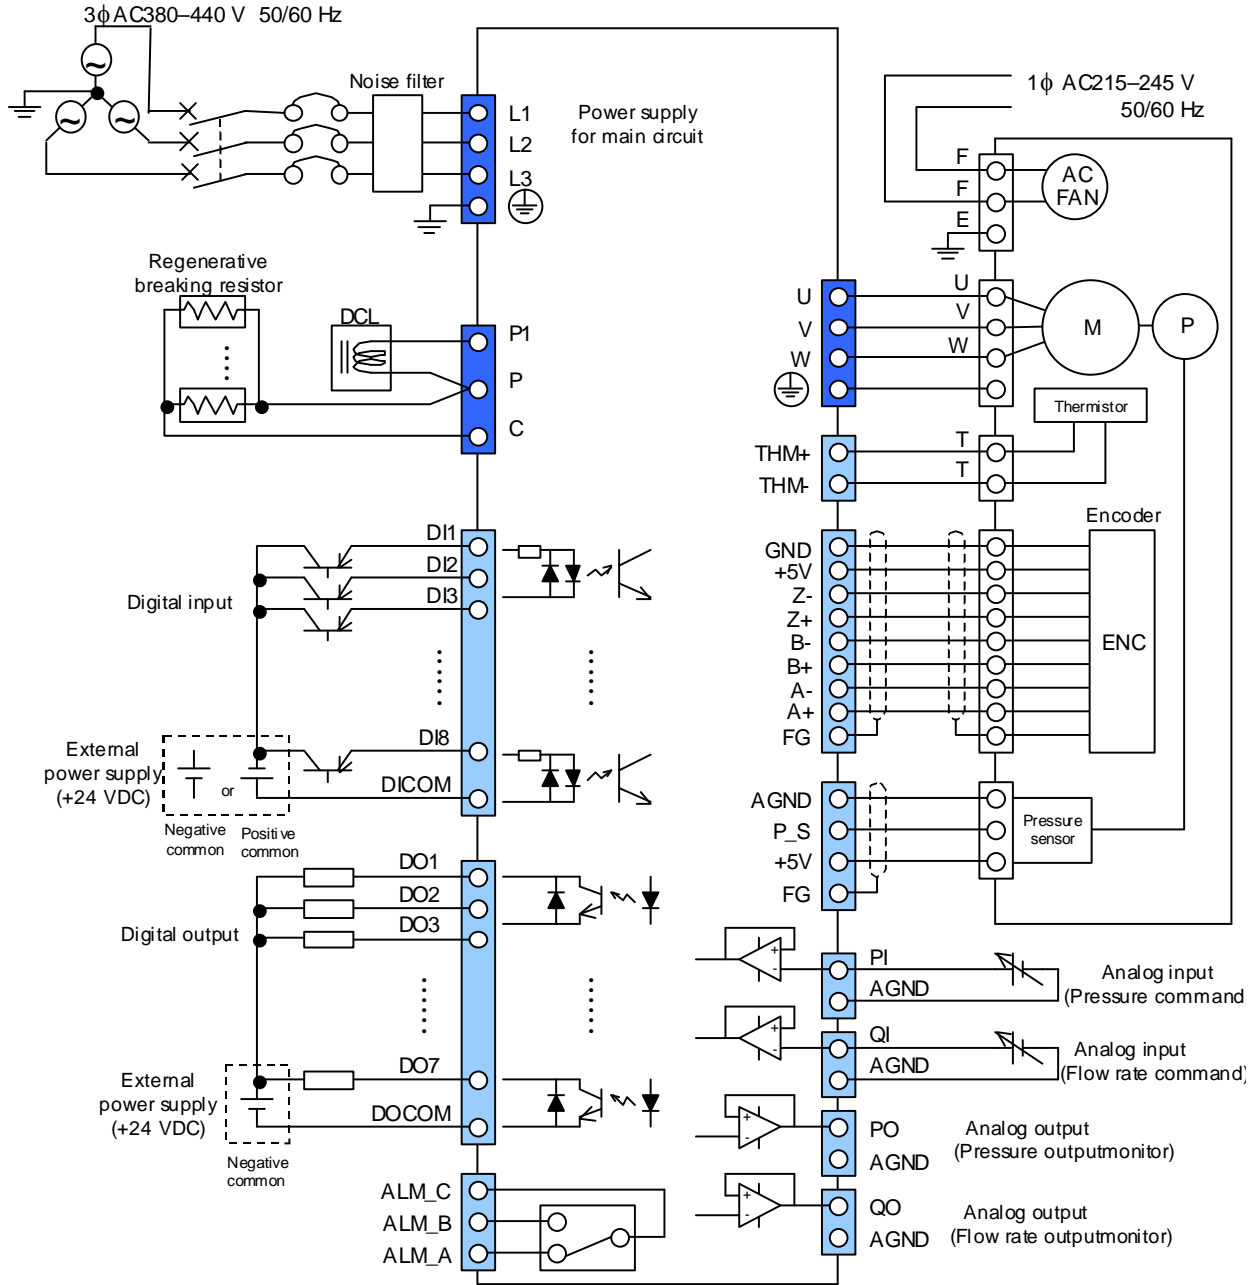 3ϕAC380–440 V 50/60 Hz
Noise filter
L1
L2
L3
Power supply
for main circuit
1ϕ AC215–245 V
50/60 Hz
F
F
E
AC
FAN
Regenerative
breaking resistor
DCL
P1
P
C
U
V
W
U
V
W
M
P
Thermistor
THM+
THM-
T
T
Digital input
DI1
DI2
DI3
DI8
DICOM
External
power supply
(+24 VDC)
or
Negative
common
Positive
common
Encoder
GND
+5V
Z-
Z+
B-
B+
A-
A+
FG
ENC
AGND
P_S
+5V
FG
Pressure
sensor
Digital output
DO1
DO2
DO3
DO7
DOCOM
External
power supply
(+24 VDC)
Negative
common
ALM_C
ALM_B
ALM_A
+
-
PI
AGND
Analog input
(Pressure command
+
-
QI
AGND
Analog input
(Flow rate command)
+
-
PO
AGND
Analog output
(Pressure outputmonitor)
+
-
QO
AGND
Analog output
(Flow rate outputmonitor)